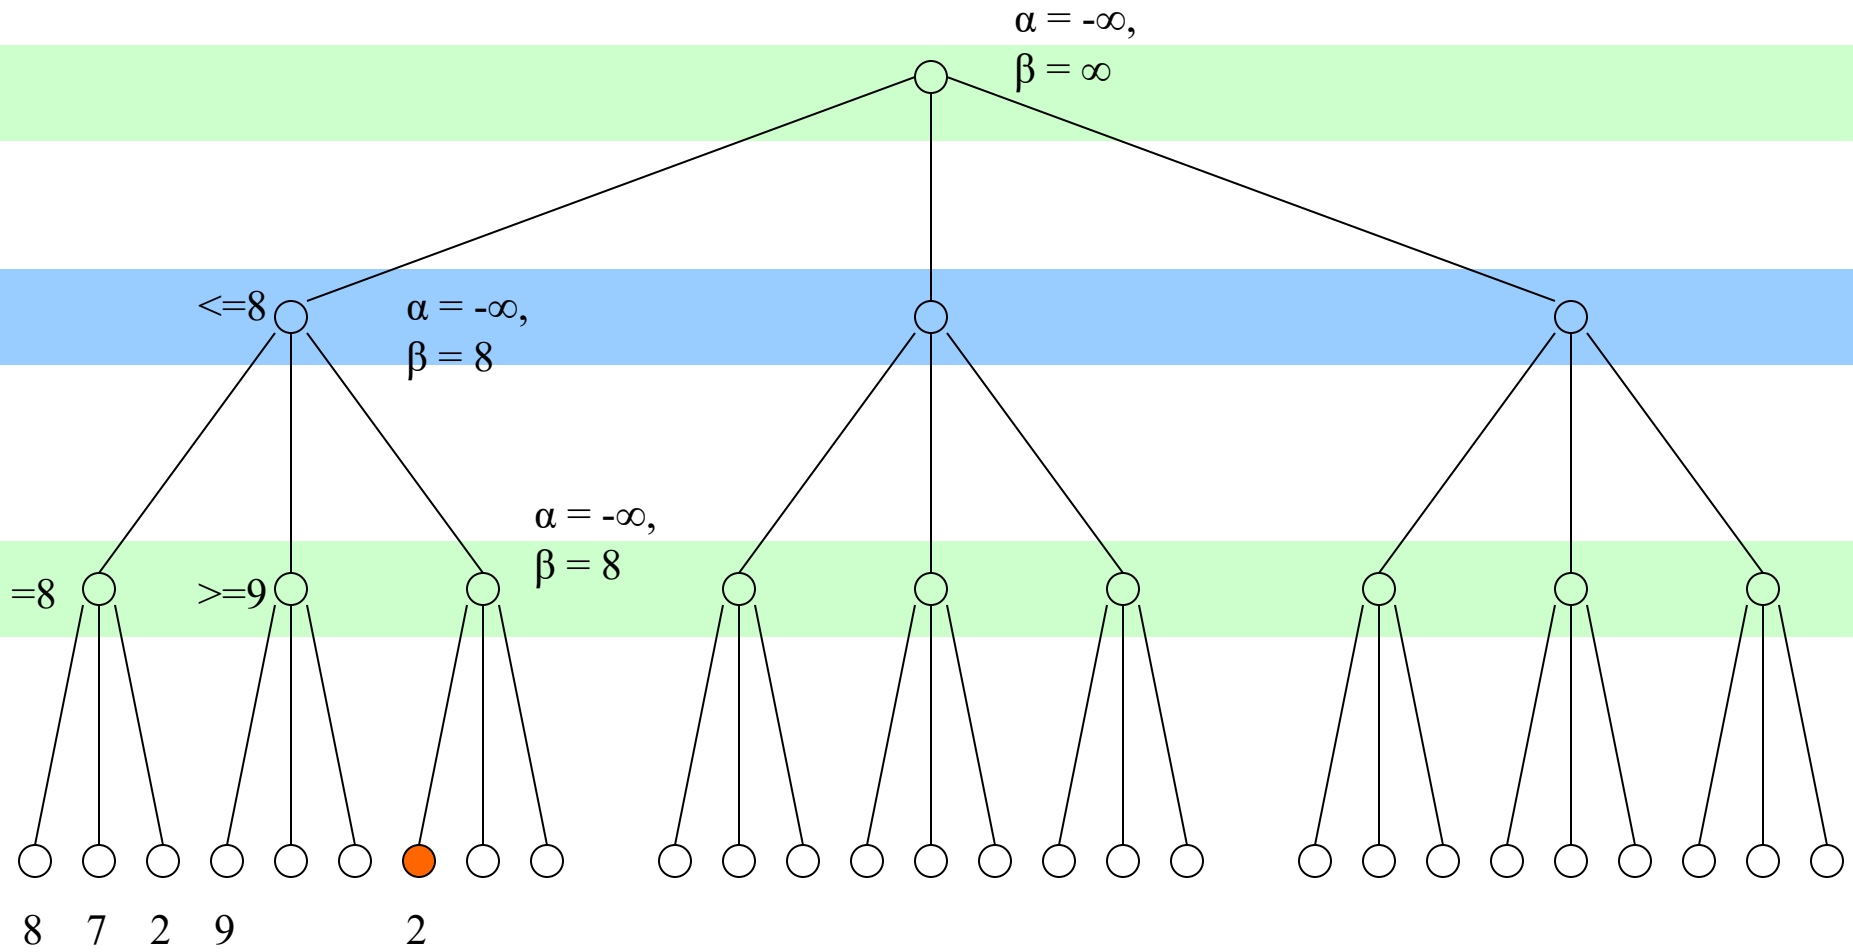 α = -∞,
β = ∞
<=8
α = -∞,
β = 8
α = -∞,
β = 8
=8
>=9
8 7 2 9 2